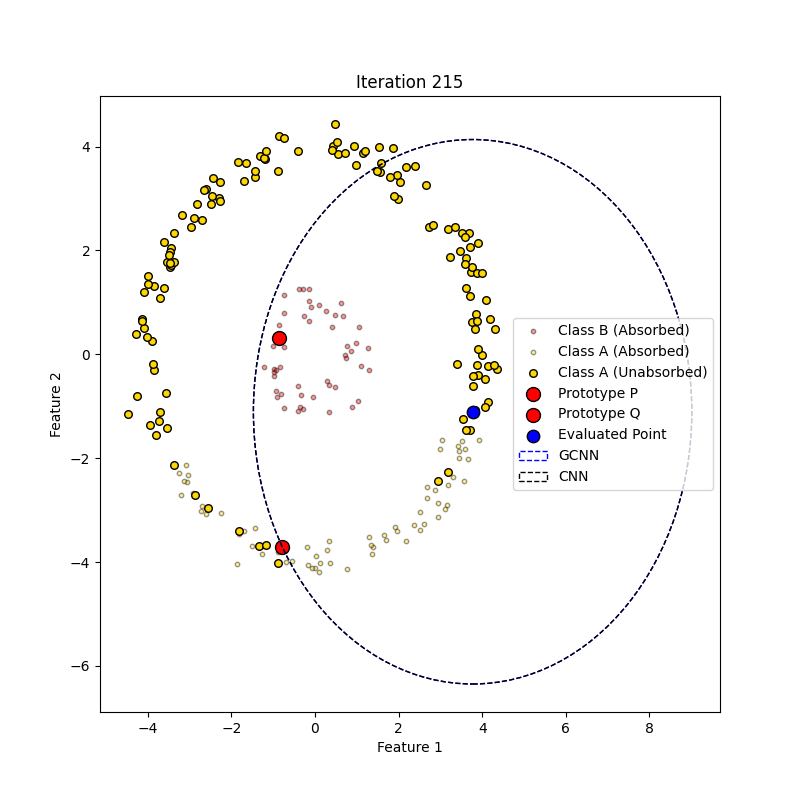 Iteration 215
Feature 2
4
2
0
−2
−4
−6
Class B (Absorbed)
Class A (Absorbed)
Class A (Unabsorbed)
Prototype P
Prototype Q
Evaluated Point
GCNN
CNN
−4 −2 0 2 4 6 8
Feature 1